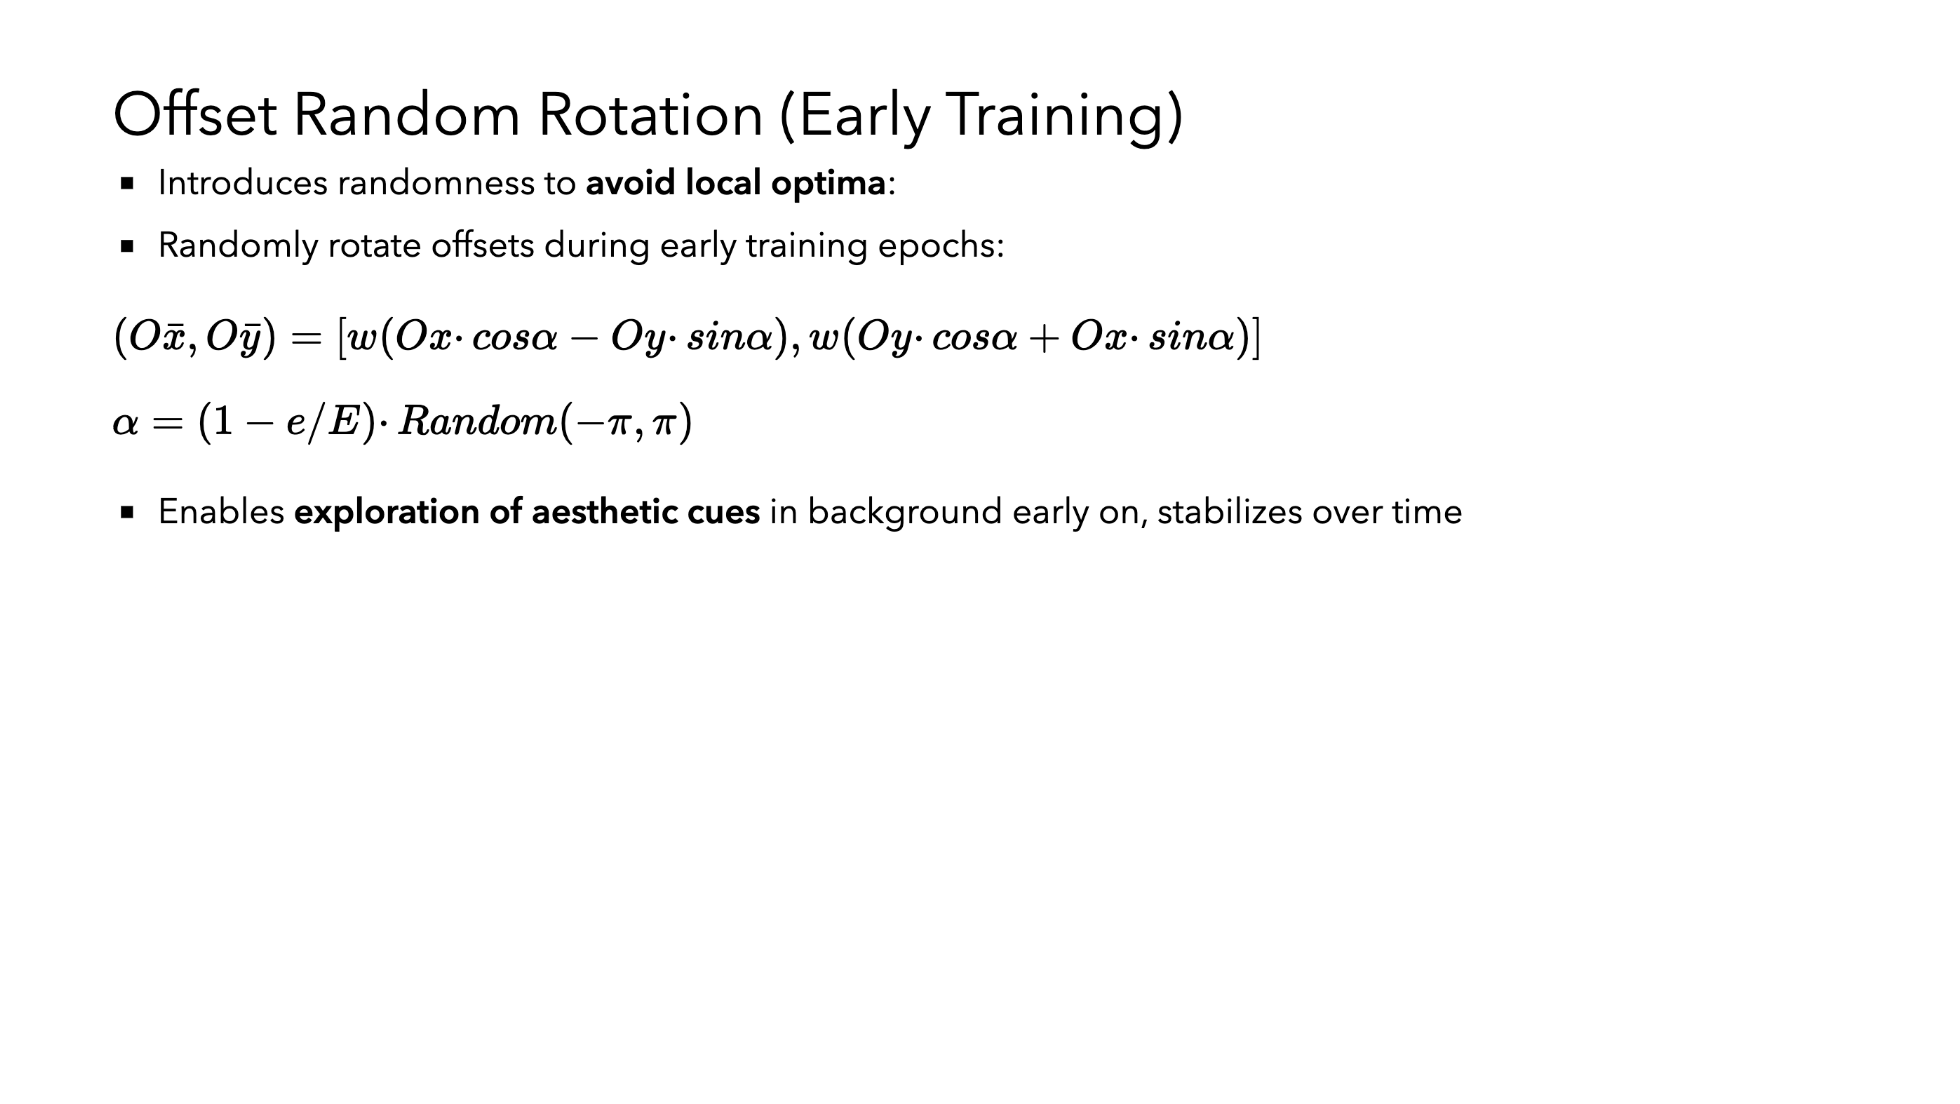 Offset Random Rotation (Early Training)
▪ Introduces randomness to avoid local optima:
▪ Randomly rotate offsets during early training epochs:
(Ox̄, Oȳ) = [w(Ox· cosα − Oy· sinα), w(Oy· cosα + Ox· sinα)]
α = (1 − e/E)· Random(−π, π)
▪ Enables exploration of aesthetic cues in background early on, stabilizes over time